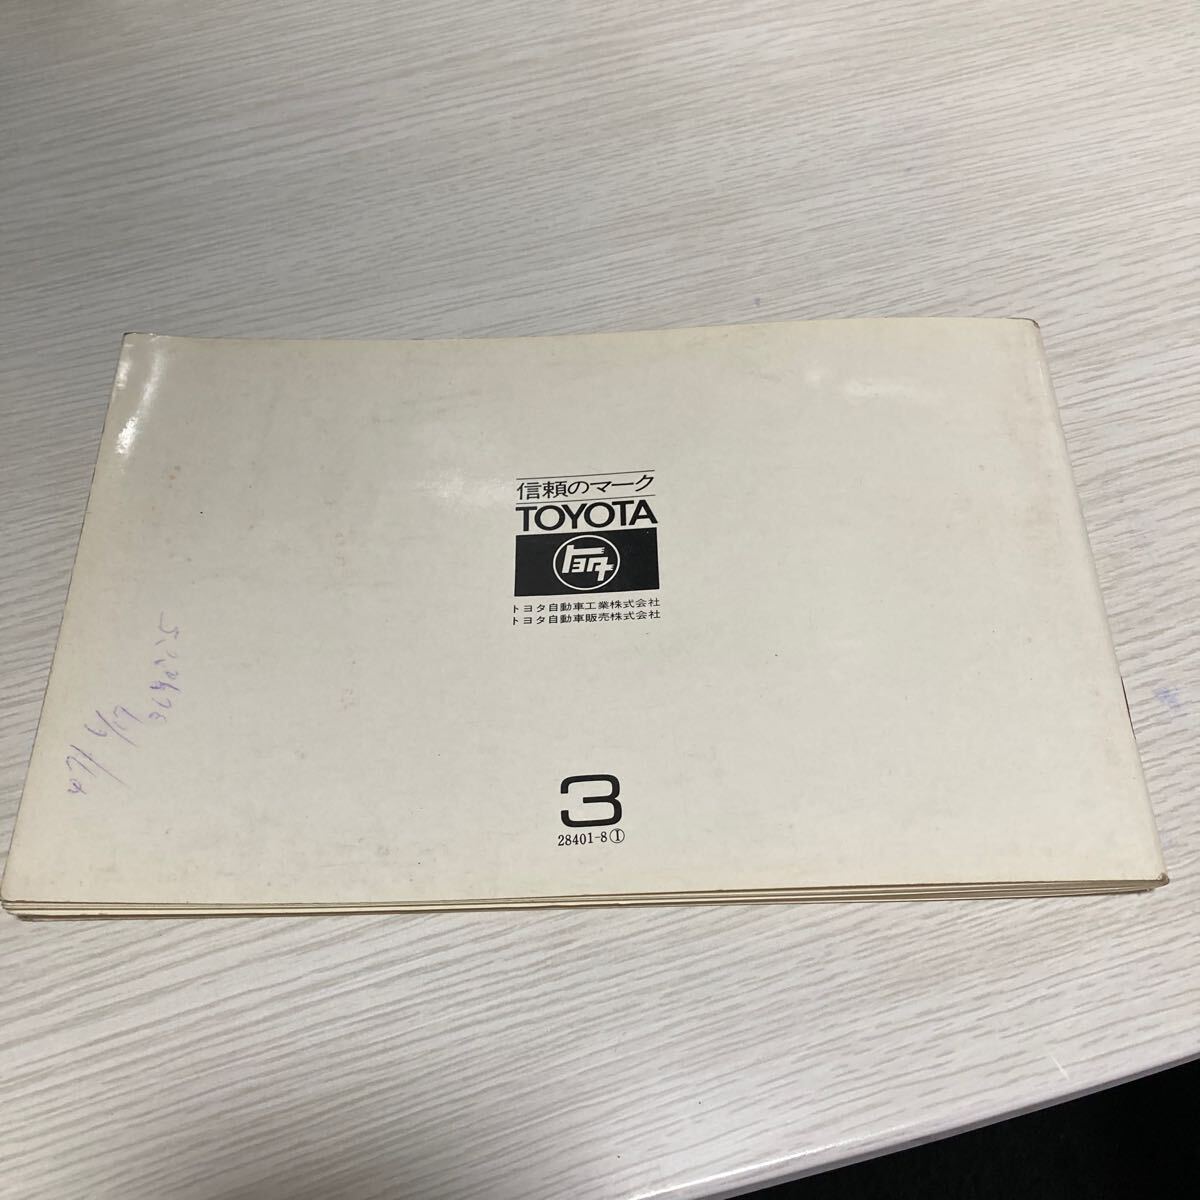 信頼のマーク
TOYOTA
トヨタ
トヨタ自動車工業株式会社
トヨタ自動車販売株式会社
3
28401-8Ⓘ